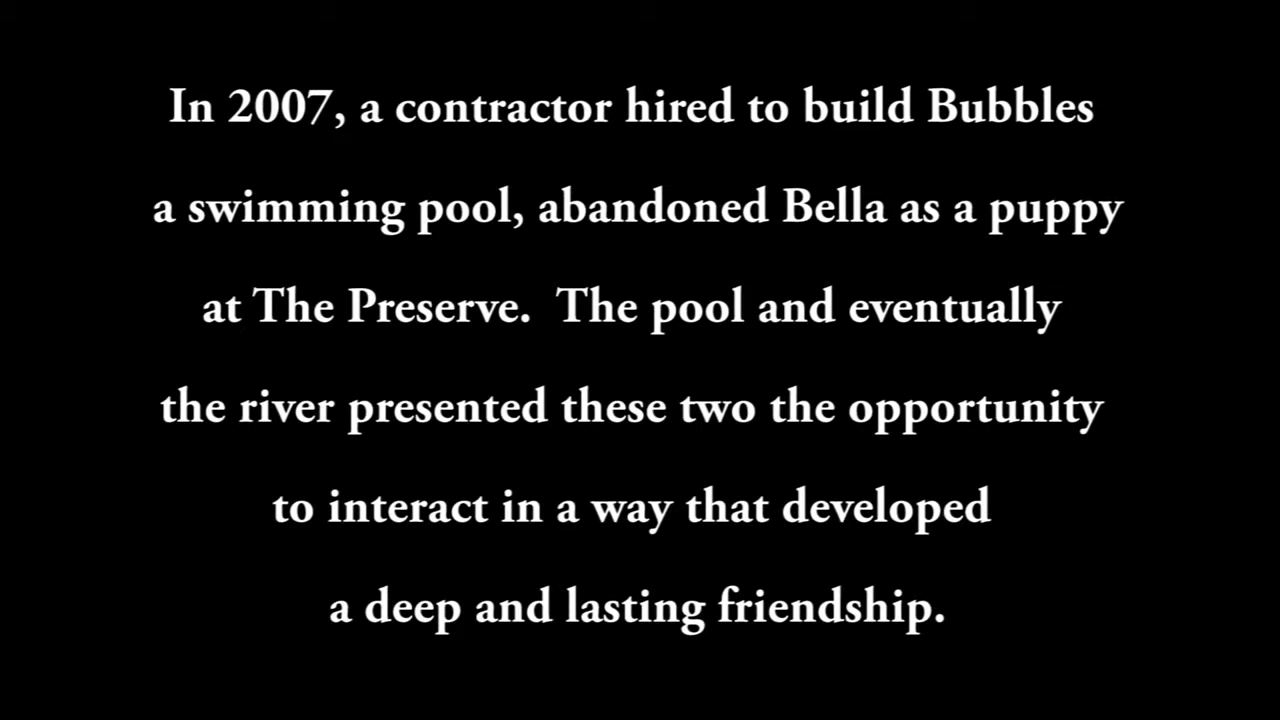 In 2007, a contractor hired to build Bubbles
a swimming pool, abandoned Bella as a puppy
at The Preserve.  The pool and eventually
the river presented these two the opportunity
to interact in a way that developed
a deep and lasting friendship.